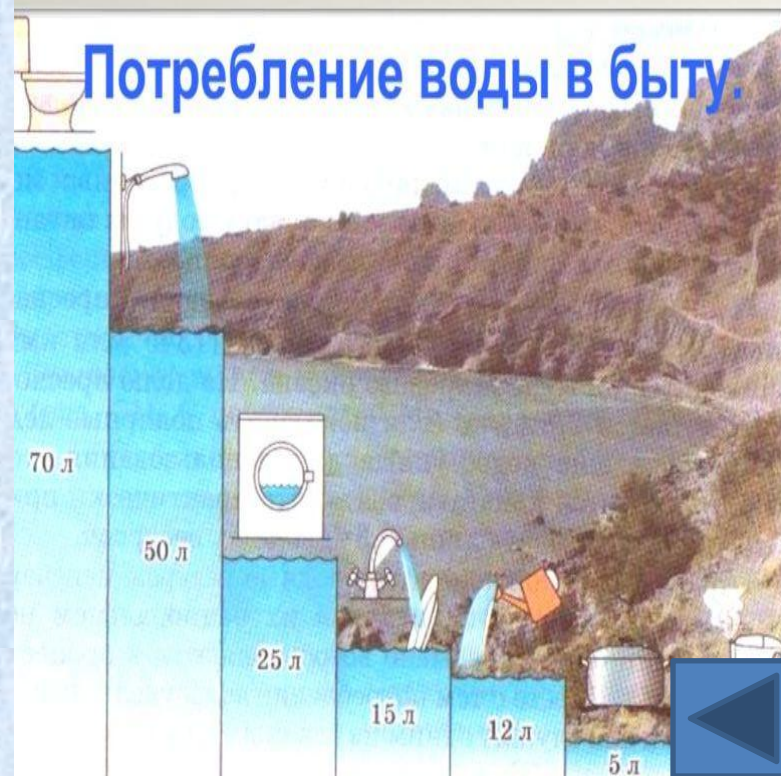 Потребление воды в быту.
70 л
50 л
25 л
15 л
12 л
5 л